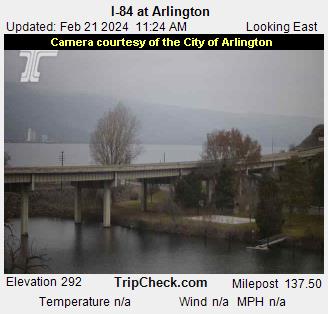 I-84 at Arlington
Updated: Feb 21 2024 11:24 AM Looking East
Camera courtesy of the City of Arlington
Elevation 292 TripCheck.com Milepost 137.50
Temperature n/a Wind n/a MPH n/a